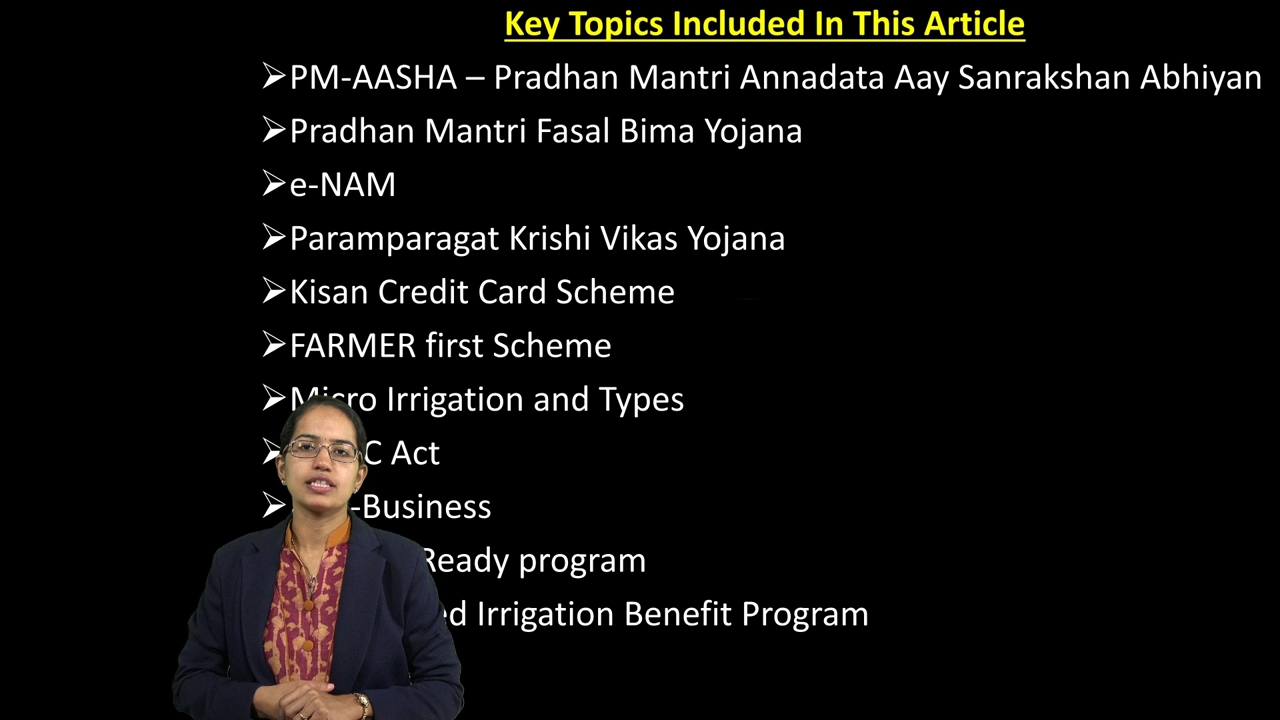 Key Topics Included In This Article
➢PM-AASHA – Pradhan Mantri Annadata Aay Sanrakshan Abhiyan
➢Pradhan Mantri Fasal Bima Yojana
➢e-NAM
➢Paramparagat Krishi Vikas Yojana
➢Kisan Credit Card Scheme
➢FARMER first Scheme
➢Micro Irrigation and Types
➢C Act
➢-Business
Ready program
Irrigation Benefit Program